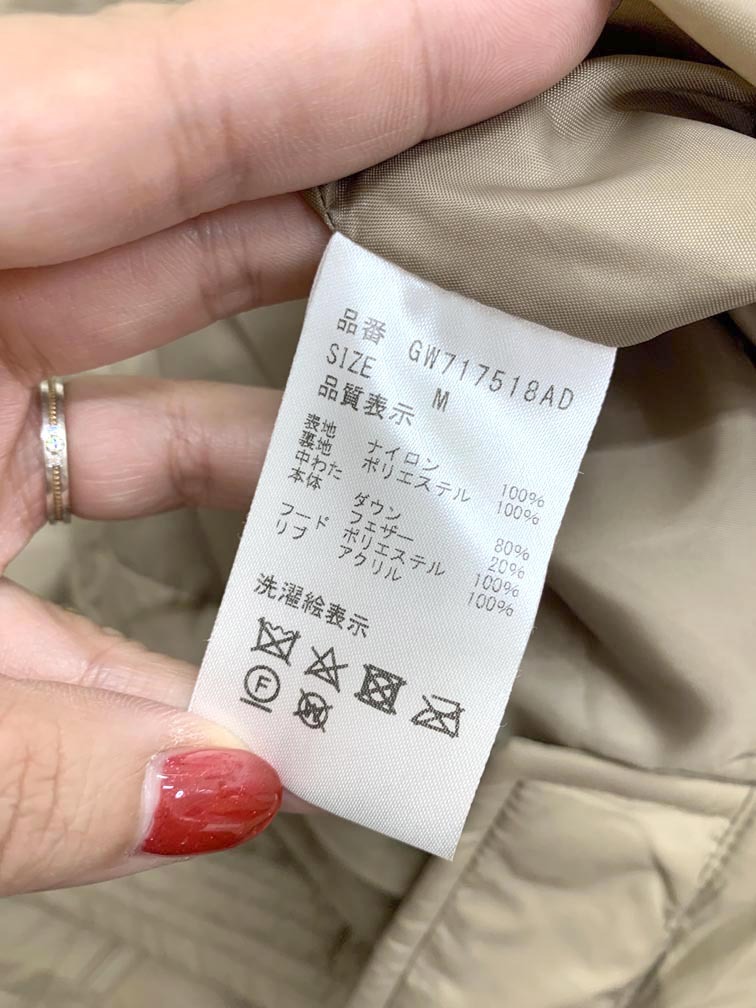 品番 GW717518AD
SIZE M
品質表示
表地 ナイロン 100%
裏地 ポリエステル 100%
中わた
本体 ダウン 80%
フェザー 20%
フード ポリエステル 100%
リブ アクリル 100%
洗濯絵表示
F
W